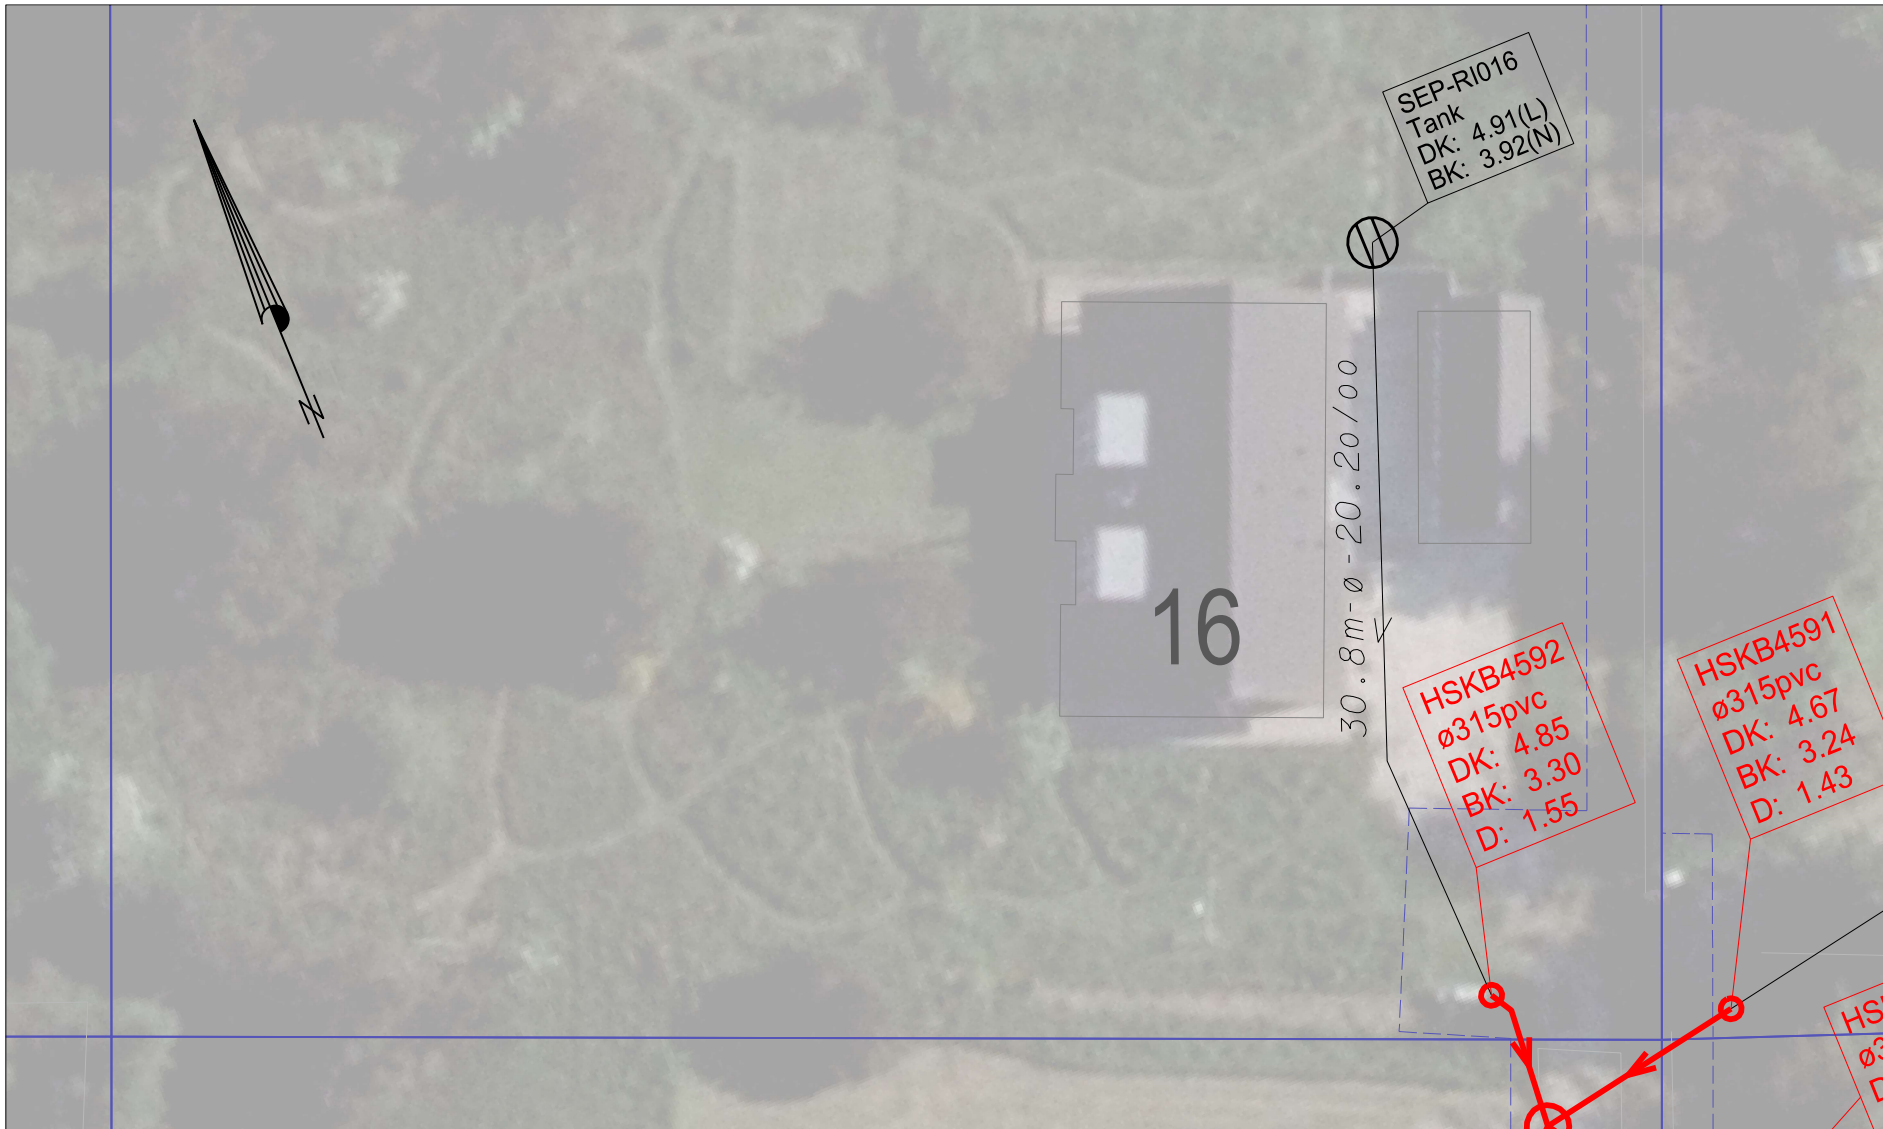 SEP-RI016
Tank
DK: 4.91(L)
BK: 3.92(N)
N
30.8m-ø-20.20/00
16
HSKB4592
ø315pvc
DK: 4.85
BK: 3.30
D: 1.55
HSKB4591
ø315pvc
DK: 4.67
BK: 3.24
D: 1.43